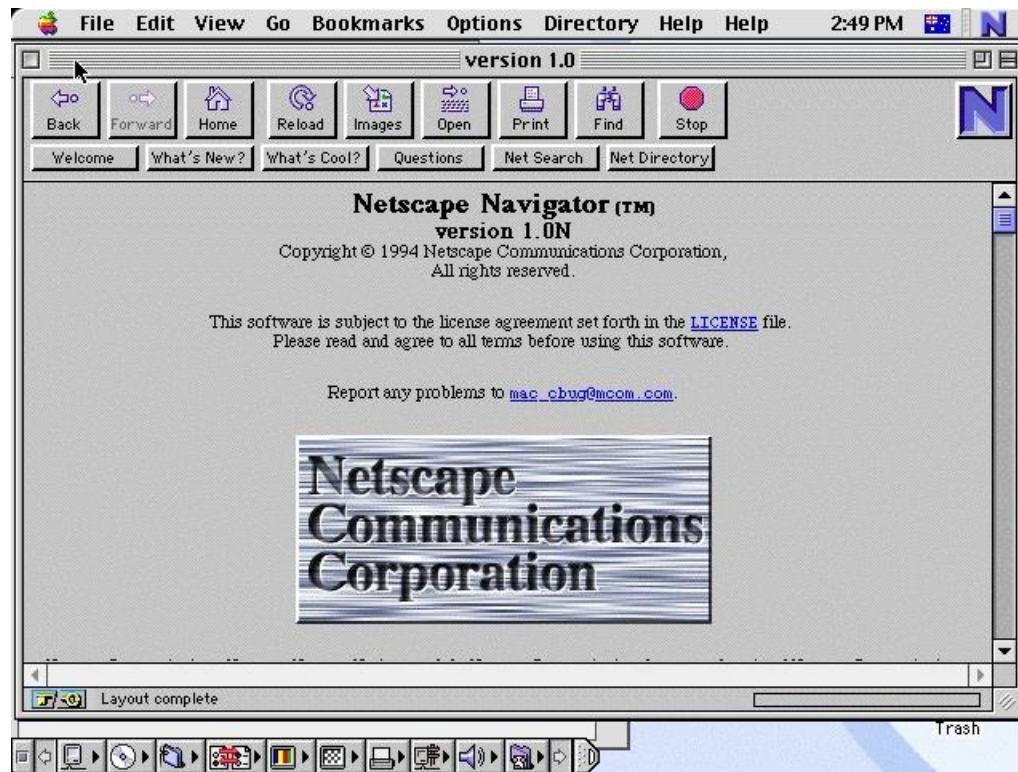 File Edit View Go Bookmarks Options Directory Help Help 2:49 PM
version 1.0
Back Forward Home Reload Images Open Print Find Stop
Welcome What's New? What's Cool? Questions Net Search Net Directory
Netscape Navigator (TM)
version 1.0N
Copyright © 1994 Netscape Communications Corporation,
All rights reserved.
This software is subject to the license agreement set forth in the LICENSE file.
Please read and agree to all terms before using this software.
Report any problems to mac_cbug@mcom.com.
Netscape
Communications
Corporation
Layout complete
Trash